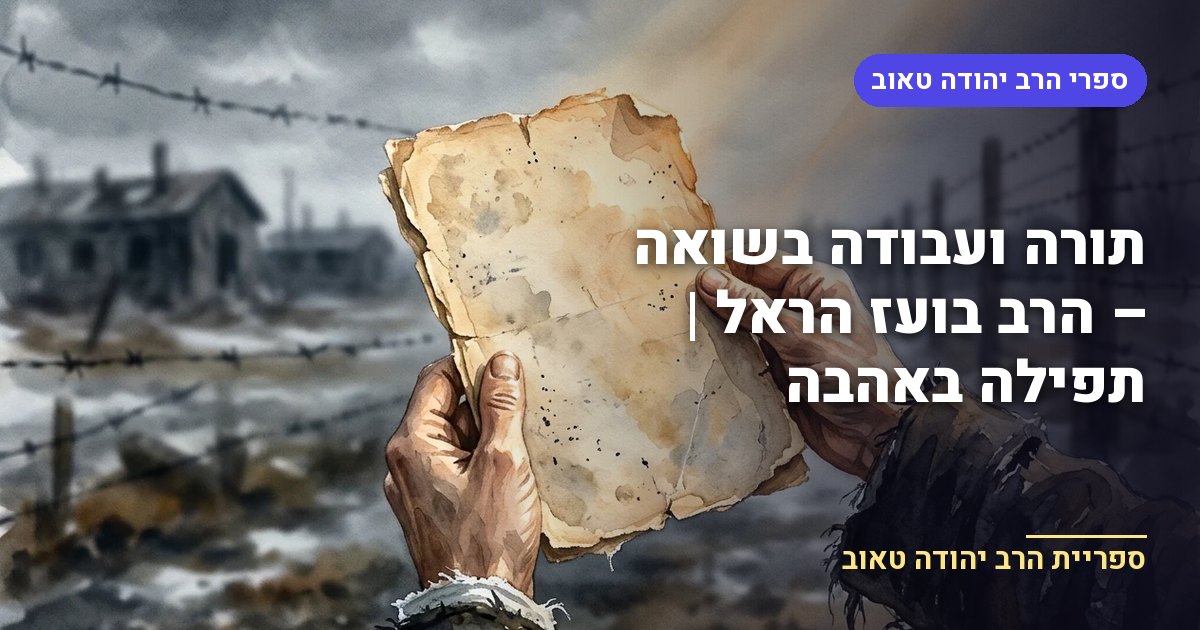 ספרי הרב יהודה טאוב
תורה ועבודה בשואה
– הרב בועז הראל |
תפילה באהבה
ספריית הרב יהודה טאוב